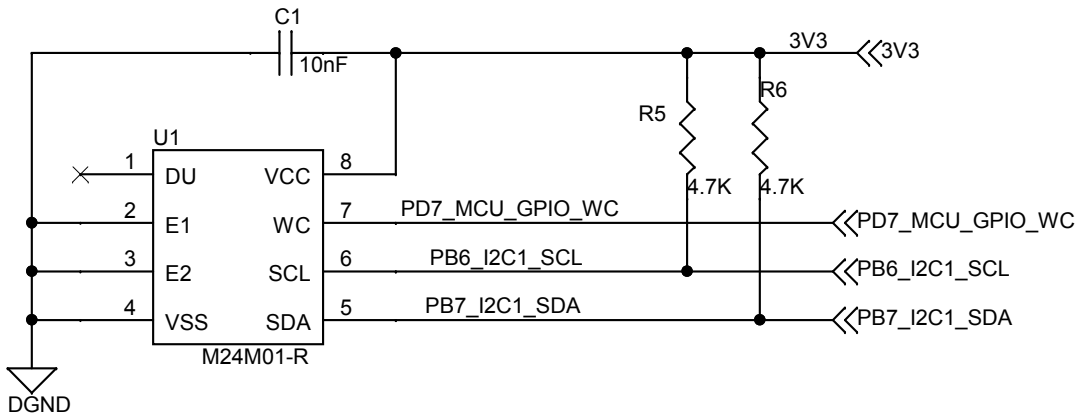 C1
10nF
3V3
3V3
R5
R6
4.7K
4.7K
U1
1
DU
VCC
8
2
E1
WC
7
PD7_MCU_GPIO_WC
PD7_MCU_GPIO_WC
3
E2
SCL
6
PB6_I2C1_SCL
PB6_I2C1_SCL
4
VSS
SDA
5
PB7_I2C1_SDA
PB7_I2C1_SDA
M24M01-R
DGND